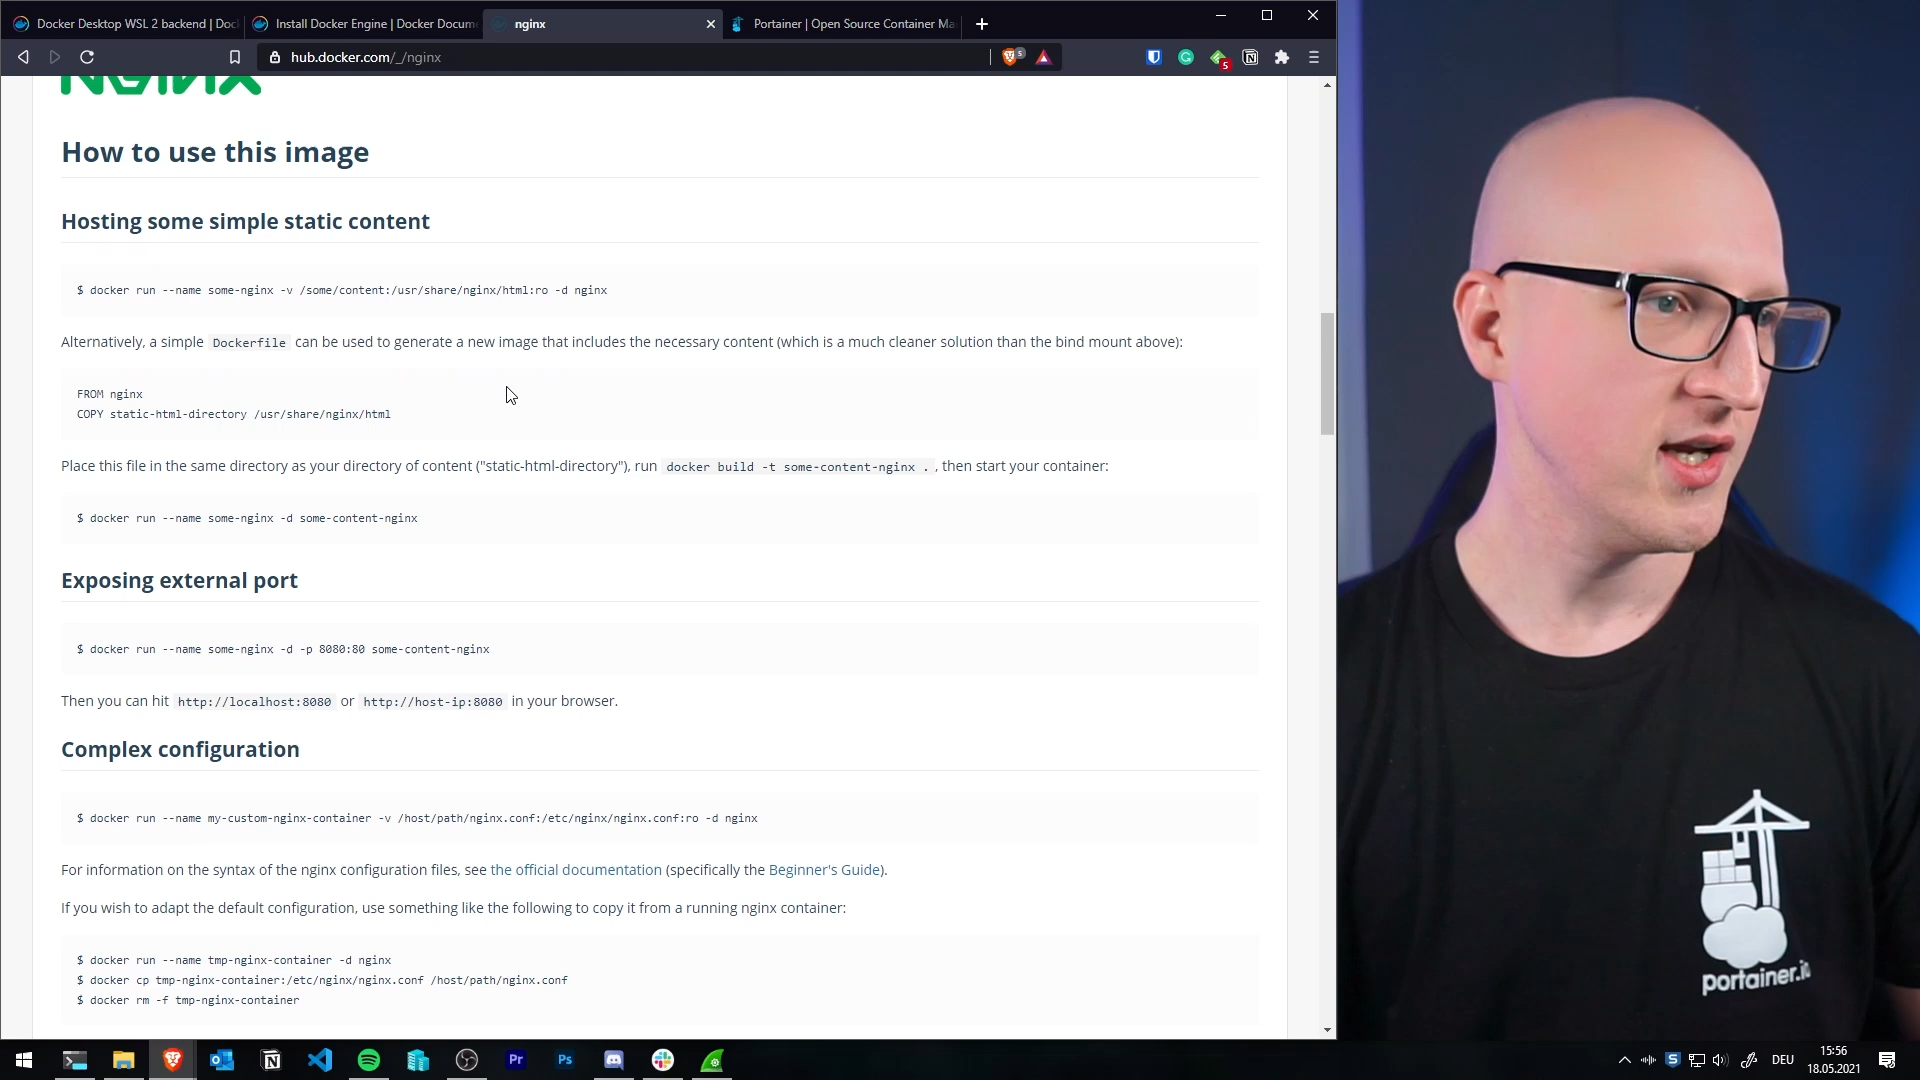 Docker Desktop WSL 2 backend | Doc
Install Docker Engine | Docker Docum
nginx
Portainer | Open Source Container Ma
hub.docker.com/_/nginx
5
5
NGINX
How to use this image
Hosting some simple static content
$ docker run --name some-nginx -v /some/content:/usr/share/nginx/html:ro -d nginx
Alternatively, a simple Dockerfile can be used to generate a new image that includes the necessary content (which is a much cleaner solution than the bind mount above):
FROM nginx
COPY static-html-directory /usr/share/nginx/html
Place this file in the same directory as your directory of content ("static-html-directory"), run docker build -t some-content-nginx . , then start your container:
$ docker run --name some-nginx -d some-content-nginx
Exposing external port
$ docker run --name some-nginx -d -p 8080:80 some-content-nginx
Then you can hit http://localhost:8080 or http://host-ip:8080 in your browser.
Complex configuration
$ docker run --name my-custom-nginx-container -v /host/path/nginx.conf:/etc/nginx/nginx.conf:ro -d nginx
For information on the syntax of the nginx configuration files, see the official documentation (specifically the Beginner's Guide).
If you wish to adapt the default configuration, use something like the following to copy it from a running nginx container:
$ docker run --name tmp-nginx-container -d nginx
$ docker cp tmp-nginx-container:/etc/nginx/nginx.conf /host/path/nginx.conf
$ docker rm -f tmp-nginx-container
portainer.io
Pr
Ps
DEU
15:56
18.05.2021